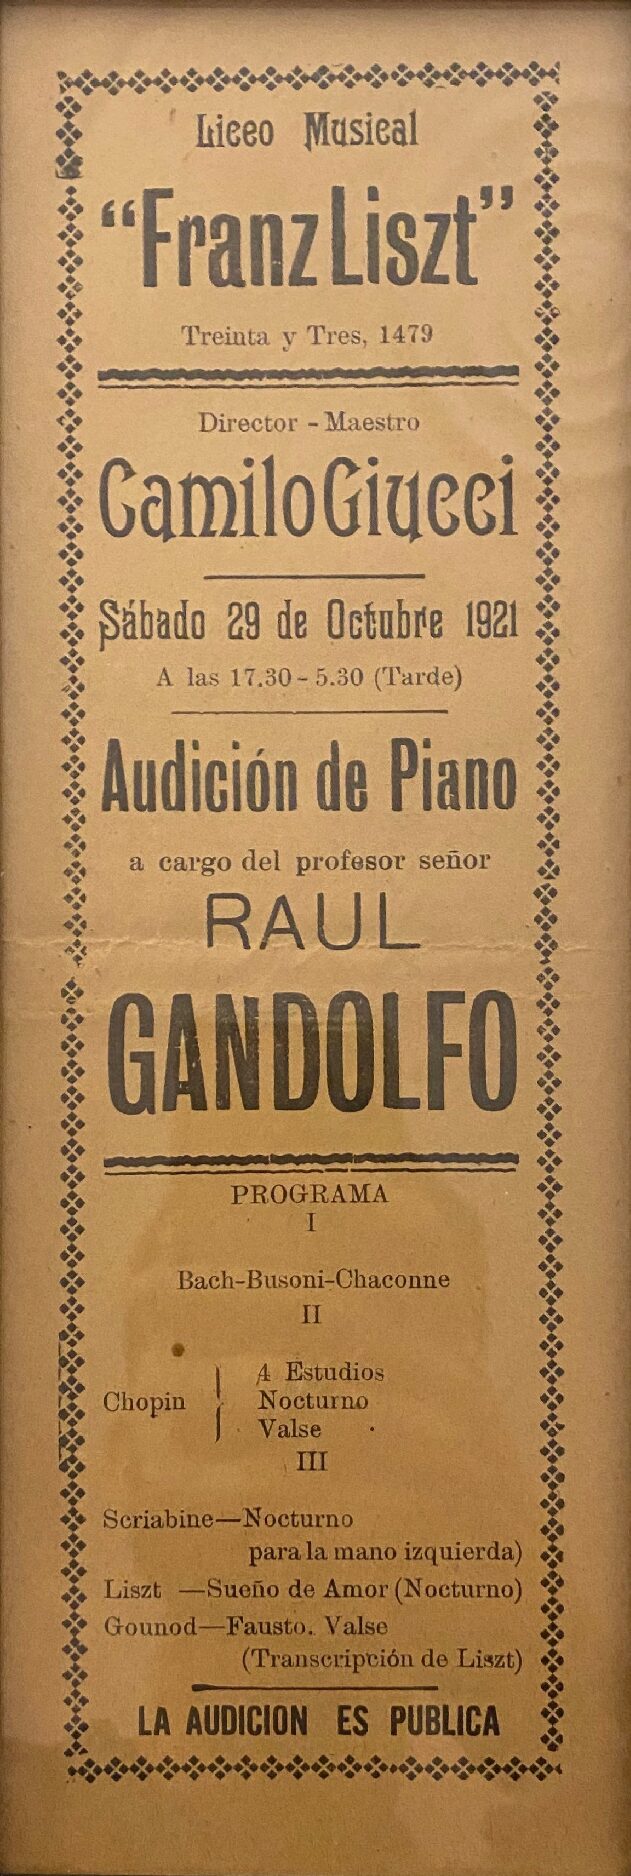 Liceo Musical
“Franz Liszt”
Treinta y Tres, 1479
Director - Maestro
Camilo Giucci
Sábado 29 de Octubre 1921
A las 17.30 - 5.30 (Tarde)
Audición de Piano
a cargo del profesor señor
RAUL
GANDOLFO
PROGRAMA
I
Bach-Busoni-Chaconne
II
4 Estudios
Chopin Nocturno
Valse
III
Scriabine—Nocturno
para la mano izquierda)
Liszt —Sueño de Amor (Nocturno)
Gounod—Fausto. Valse
(Transcripción de Liszt)
LA AUDICION ES PUBLICA